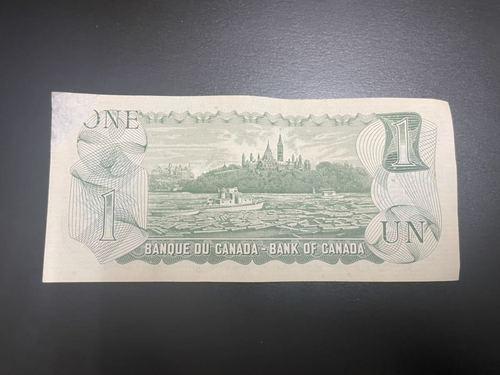 ONE
1
1
UN
BANQUE DU CANADA - BANK OF CANADA